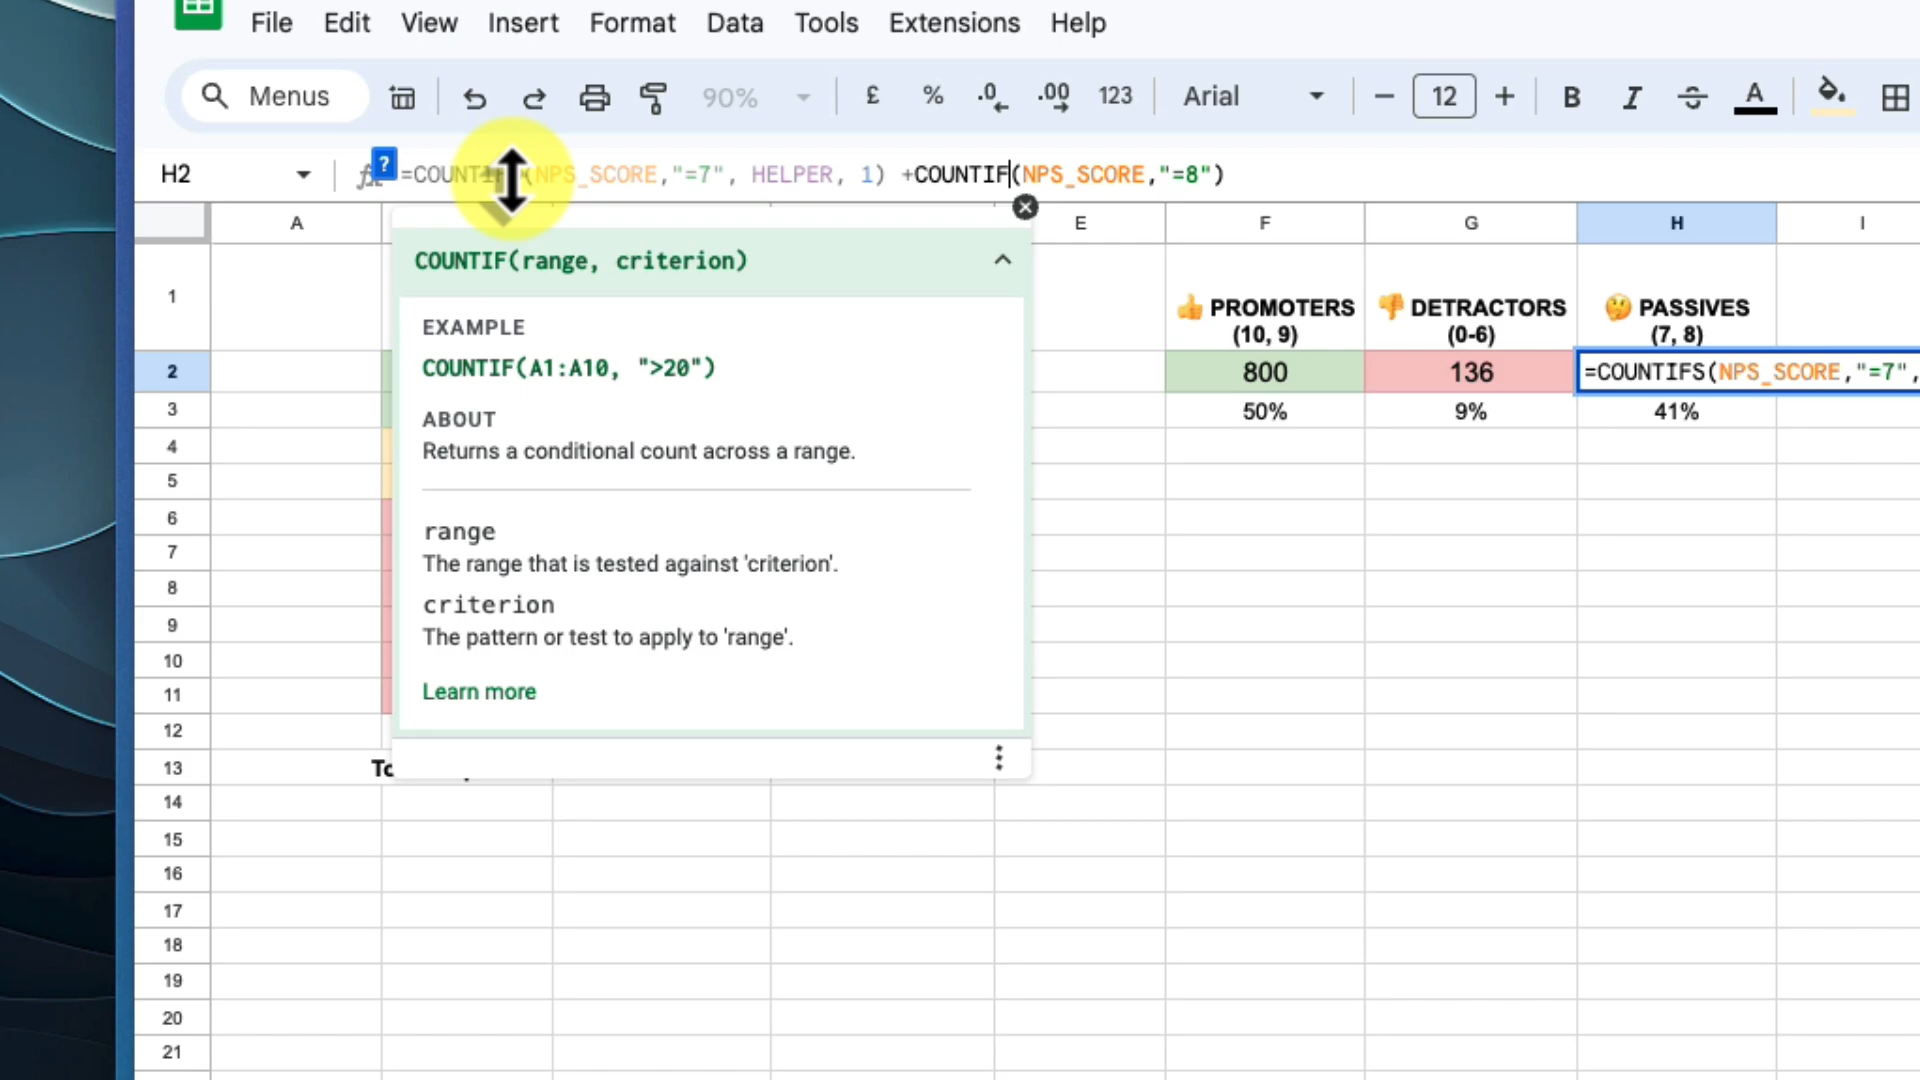 File Edit View Insert Format Data Tools Extensions Help
Menus 90% £ % .0 .00 123 Arial 12 B I S A
H2 fx ? =COUNTIF (NPS_SCORE,"=7", HELPER, 1) +COUNTIF(NPS_SCORE,"=8")
A E F G H I
COUNTIF(range, criterion)
EXAMPLE
COUNTIF(A1:A10, ">20")
ABOUT
Returns a conditional count across a range.
range
The range that is tested against 'criterion'.
criterion
The pattern or test to apply to 'range'.
Learn more
1 👍 PROMOTERS 👎 DETRACTORS 🤔 PASSIVES
(10, 9) (0-6) (7, 8)
2 800 136 =COUNTIFS(NPS_SCORE,"=7",
3 50% 9% 41%
4
5
6
7
8
9
10
11
12
13
14
15
16
17
18
19
20
21